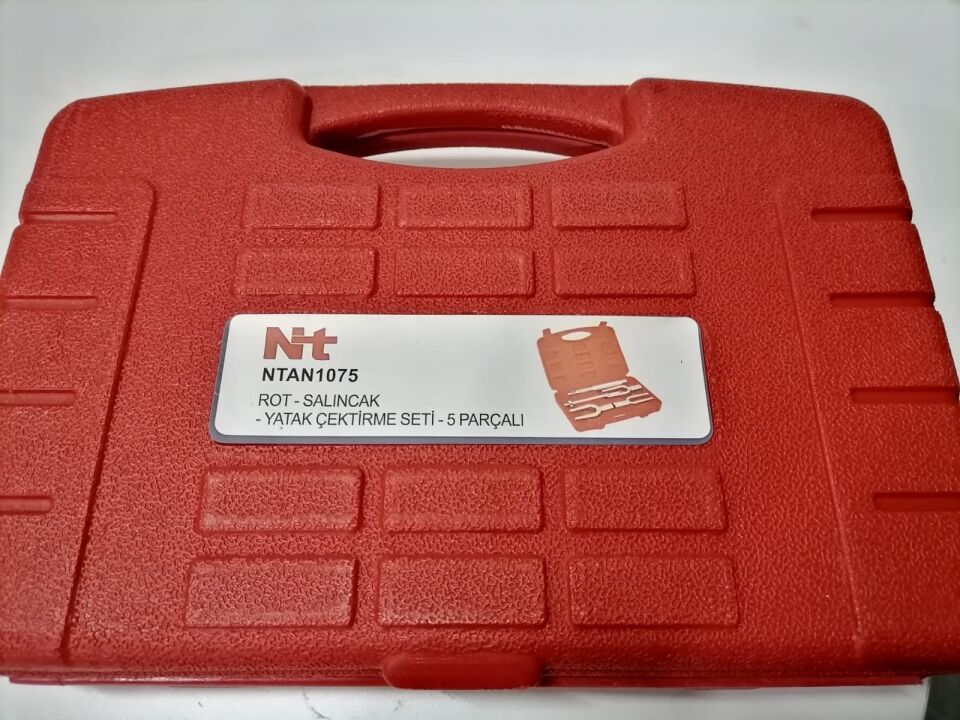 Nt
NTAN1075
ROT - SALINCAK
- YATAK ÇEKTİRME SETİ - 5 PARÇALI